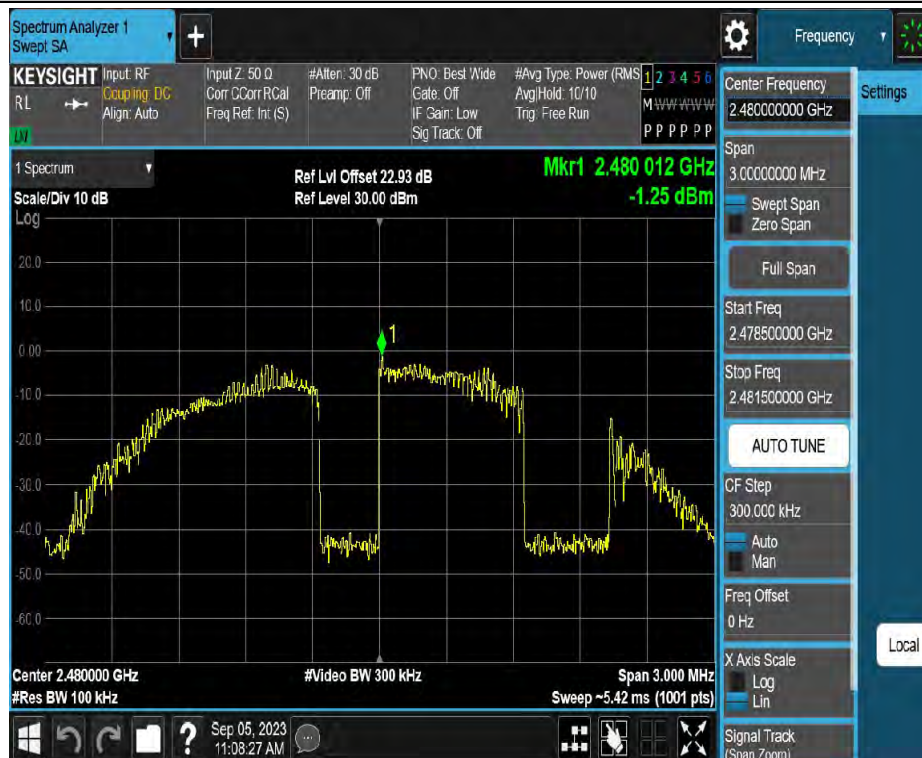 Spectrum Analyzer 1
Swept SA
+
Frequency
KEYSIGHT
RL
LXI
Input: RF
Coupling: DC
Align: Auto
Input Z: 50 Ω
Corr CCorr RCal
Freq Ref: Int (S)
#Atten: 30 dB
Preamp: Off
PNO: Best Wide
Gate: Off
IF Gain: Low
Sig Track: Off
#Avg Type: Power (RMS
Avg|Hold: 10/10
Trig: Free Run
1 2 3 4 5 6
M W W W W W
P P P P P P
Center Frequency
2.480000000 GHz
Settings
Span
3.00000000 MHz
Swept Span
Zero Span
Full Span
Start Freq
2.478500000 GHz
Stop Freq
2.481500000 GHz
AUTO TUNE
CF Step
300.000 kHz
Auto
Man
Freq Offset
0 Hz
X Axis Scale
Log
Lin
Signal Track
(Span Zoom)
Local
1 Spectrum
Scale/Div 10 dB
Log
Ref Lvl Offset 22.93 dB
Ref Level 30.00 dBm
Mkr1 2.480 012 GHz
-1.25 dBm
20.0
10.0
0.00
-10.0
-20.0
-30.0
-40.0
-50.0
-60.0
1
Center 2.480000 GHz
#Res BW 100 kHz
#Video BW 300 kHz
Span 3.000 MHz
Sweep ~5.42 ms (1001 pts)
?
Sep 05, 2023
11:08:27 AM